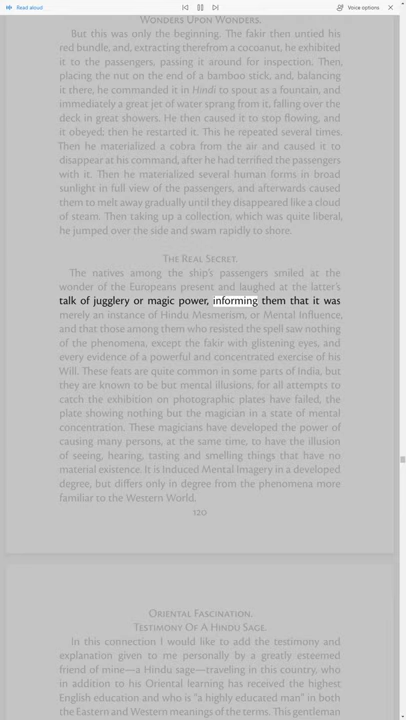 Read aloud
Voice options
Wonders Upon Wonders.
But this was only the beginning. The fakir then untied his
red bundle, and, extracting therefrom a cocoanut, he exhibited
it to the passengers, passing it around for inspection. Then,
placing the nut on the end of a bamboo stick, and, balancing
it there, he commanded it in Hindi to spout as a fountain, and
immediately a great jet of water sprang from it, falling over the
deck in great showers. He then caused it to stop flowing, and
it obeyed; then he restarted it. This he repeated several times.
Then he materialized a cobra from the air and caused it to
disappear at his command, after he had terrified the passengers
with it. Then he materialized several human forms in broad
sunlight in full view of the passengers, and afterwards caused
them to melt away gradually until they disappeared like a cloud
of steam. Then taking up a collection, which was quite liberal,
he jumped over the side and swam rapidly to shore.
The Real Secret.
The natives among the ship's passengers smiled at the
wonder of the Europeans present and laughed at the latter's
talk of jugglery or magic power, informing them that it was
merely an instance of Hindu Mesmerism, or Mental Influence,
and that those among them who resisted the spell saw nothing
of the phenomena, except the fakir with glistening eyes, and
every evidence of a powerful and concentrated exercise of his
Will. These feats are quite common in some parts of India, but
they are known to be but mental illusions, for all attempts to
catch the exhibition on photographic plates have failed, the
plate showing nothing but the magician in a state of mental
concentration. These magicians have developed the power of
causing many persons, at the same time, to have the illusion
of seeing, hearing, tasting and smelling things that have no
material existence. It is Induced Mental Imagery in a developed
degree, but differs only in degree from the phenomena more
familiar to the Western World.
120
Oriental Fascination.
Testimony Of A Hindu Sage.
In this connection I would like to add the testimony and
explanation given to me personally by a greatly esteemed
friend of mine—a Hindu sage—traveling in this country, who
in addition to his Oriental learning has received the highest
English education and who is "a highly educated man" in both
the Eastern and Western meanings of the terms. This gentleman